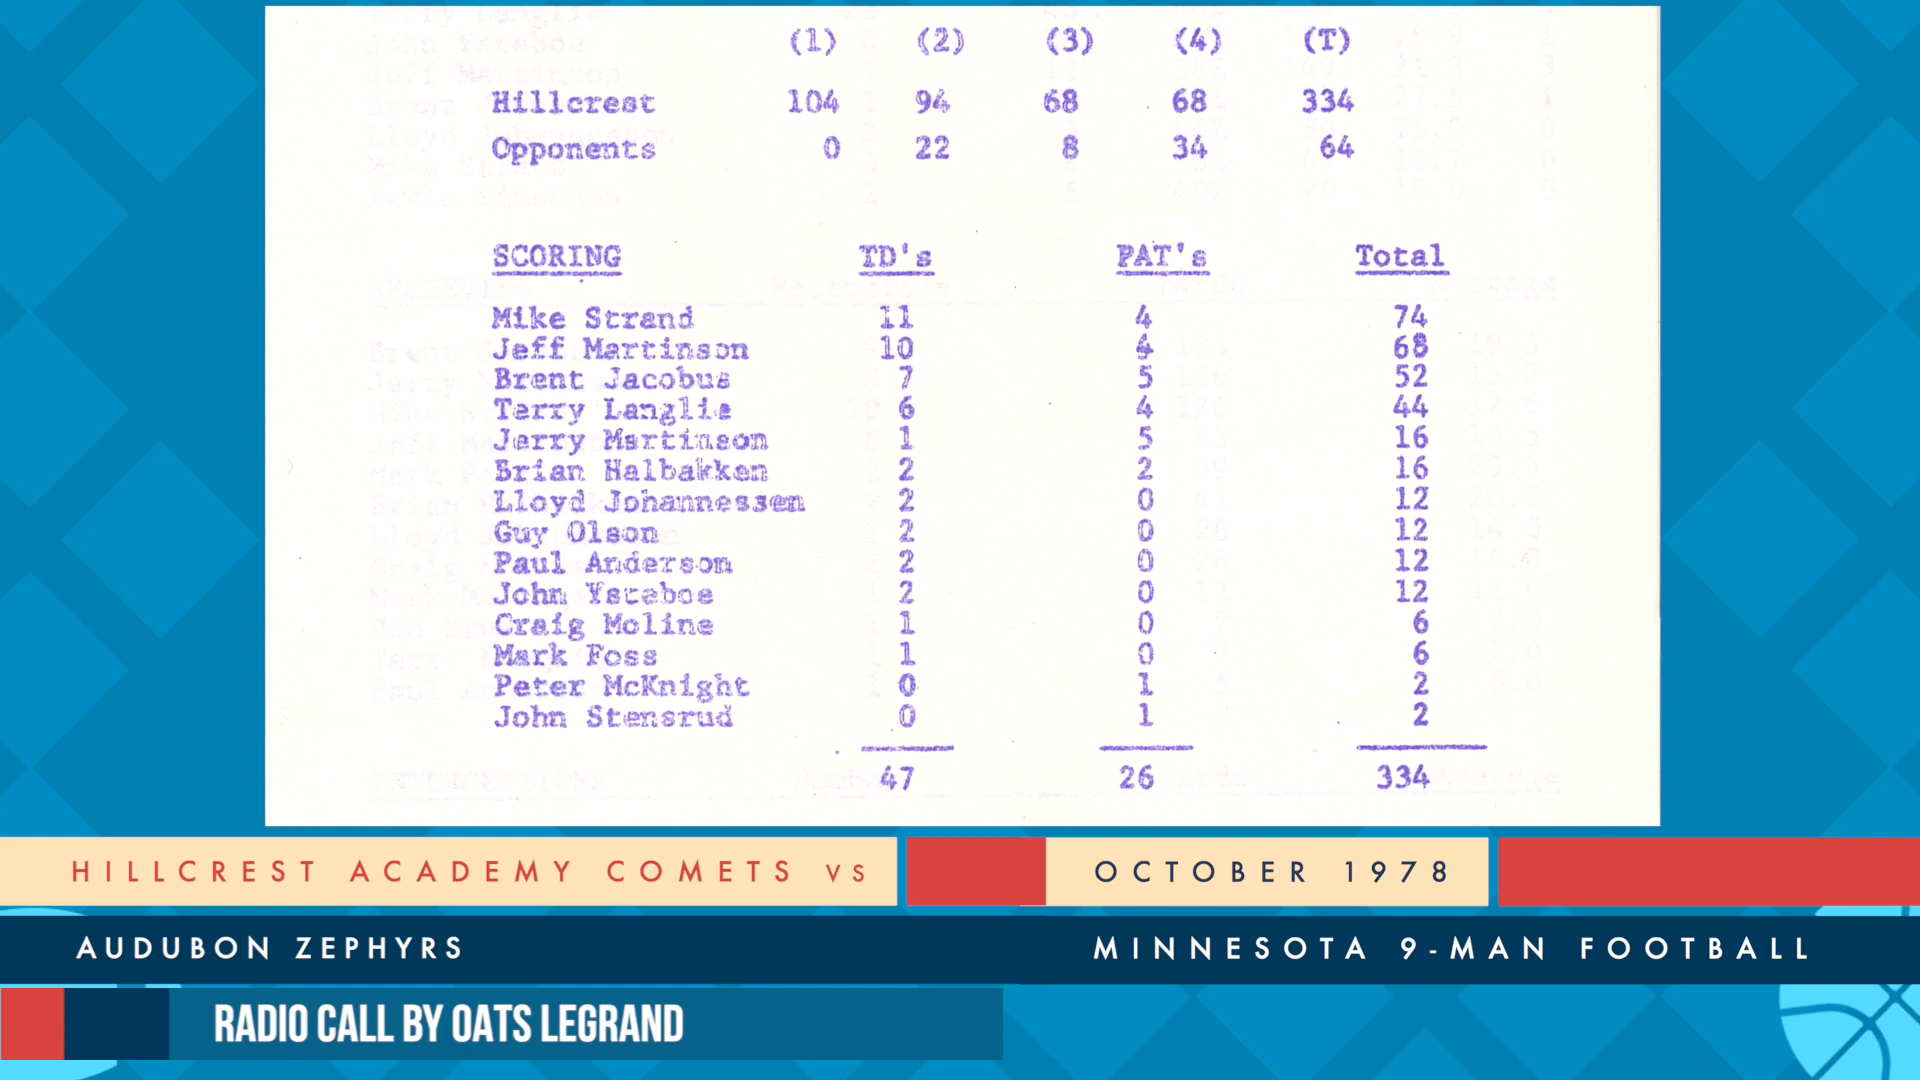 (1) (2) (3) (4) (T)
Hillcrest 104 94 68 68 334
Opponents 0 22 8 34 64
SCORING TD's PAT's Total
Mike Strand 11 4 74
Jeff Martinson 10 4 68
Brent Jacobus 7 5 52
Terry Langlie 6 4 44
Jerry Martinson 1 5 16
Brian Halbakken 2 2 16
Lloyd Johannessen 2 0 12
Guy Olson 2 0 12
Paul Anderson 2 0 12
John Ysteboe 2 0 12
Craig Moline 1 0 6
Mark Foss 1 0 6
Peter McKnight 0 1 2
John Stensrud 0 1 2
47 26 334
HILLCREST ACADEMY COMETS VS OCTOBER 1978
AUDUBON ZEPHYRS MINNESOTA 9-MAN FOOTBALL
RADIO CALL BY OATS LEGRAND